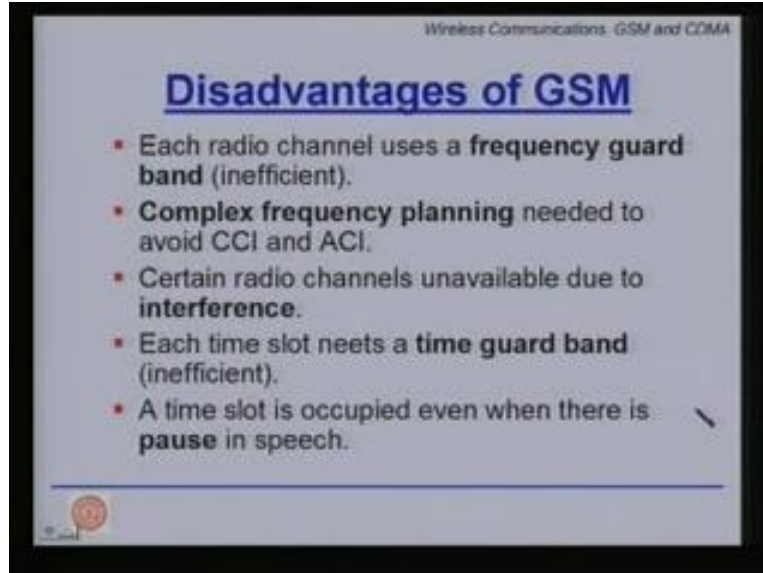 Wireless Communications GSM and CDMA
Disadvantages of GSM
Each radio channel uses a frequency guard
band (inefficient).
Complex frequency planning needed to
avoid CCI and ACI.
Certain radio channels unavailable due to
interference.
Each time slot neets a time guard band
(inefficient).
A time slot is occupied even when there is
pause in speech.